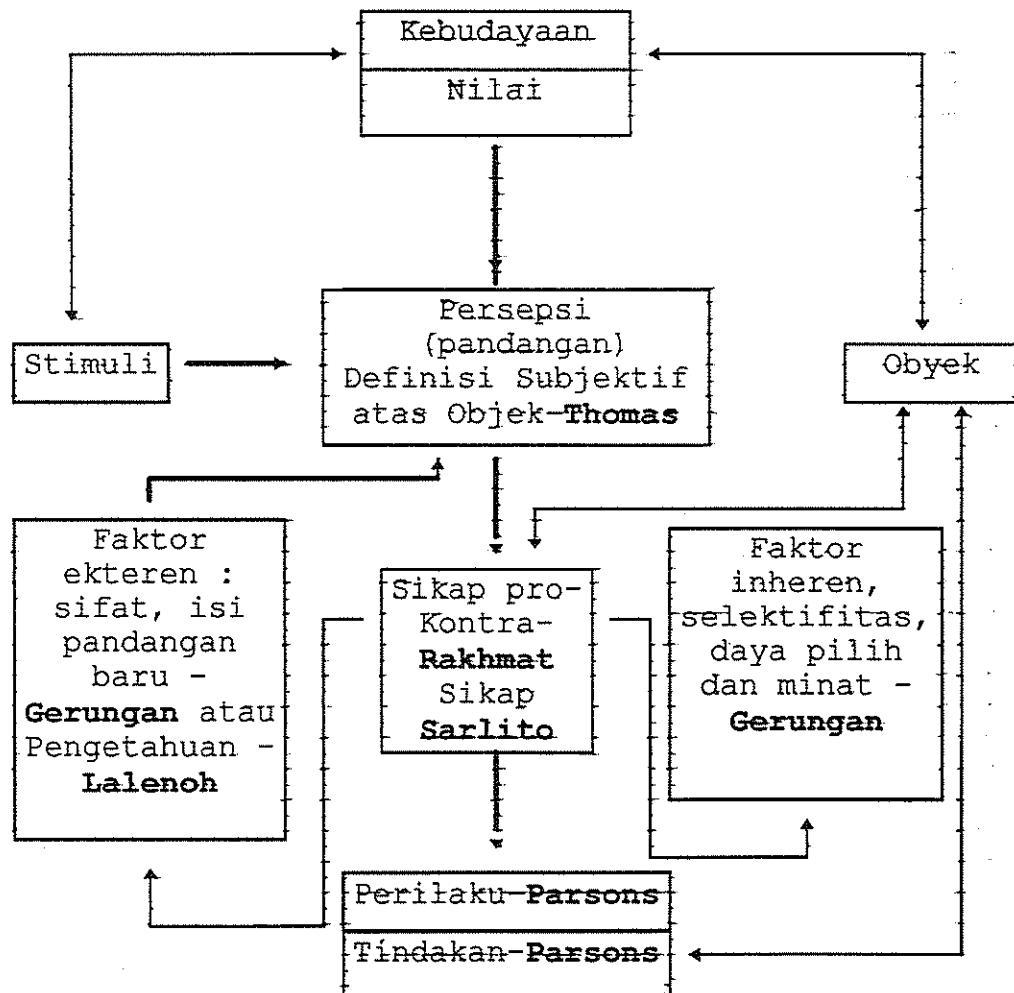 Kebudayaan
Nilai
Persepsi
(pandangan)
Definisi Subjektif
atas Objek-Thomas
Stimuli
Obyek
Faktor
ekteren :
sifat, isi
pandangan
baru -
Gerungan atau
Pengetahuan -
Lalenoh
Sikap pro-
Kontra-
Rakhmat
Sikap
Sarlito
Faktor
inheren,
selektifitas,
daya pilih
dan minat -
Gerungan
Perilaku-Parsons
Tindakan-Parsons